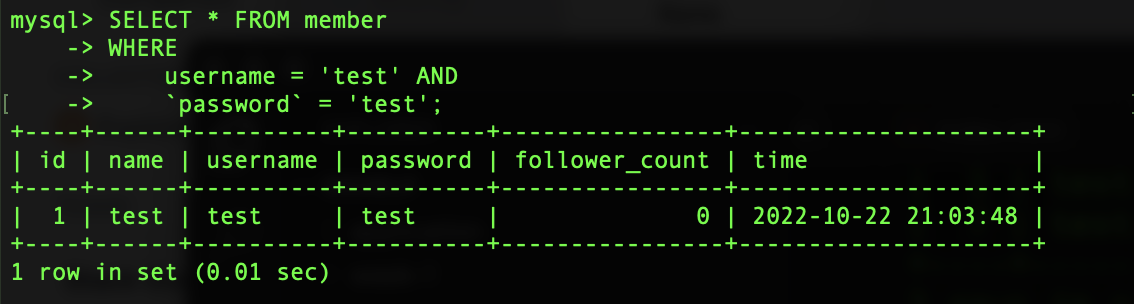 mysql> SELECT * FROM member
    -> WHERE
    ->     username = 'test' AND
[    ->     `password` = 'test';                                                 ]
+----+------+----------+----------+----------------+---------------------+
| id | name | username | password | follower_count | time                |
+----+------+----------+----------+----------------+---------------------+
|  1 | test | test     | test     |              0 | 2022-10-22 21:03:48 |
+----+------+----------+----------+----------------+---------------------+
1 row in set (0.01 sec)